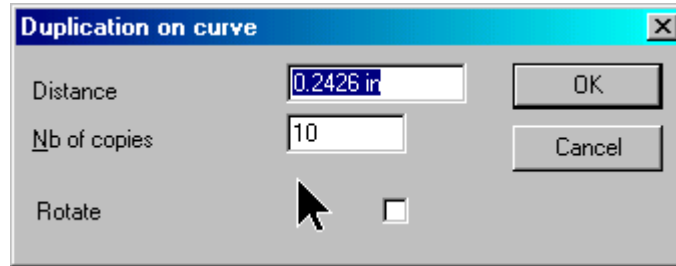 Duplication on curve
Distance 0.2426 in OK
Nb of copies 10 Cancel
Rotate